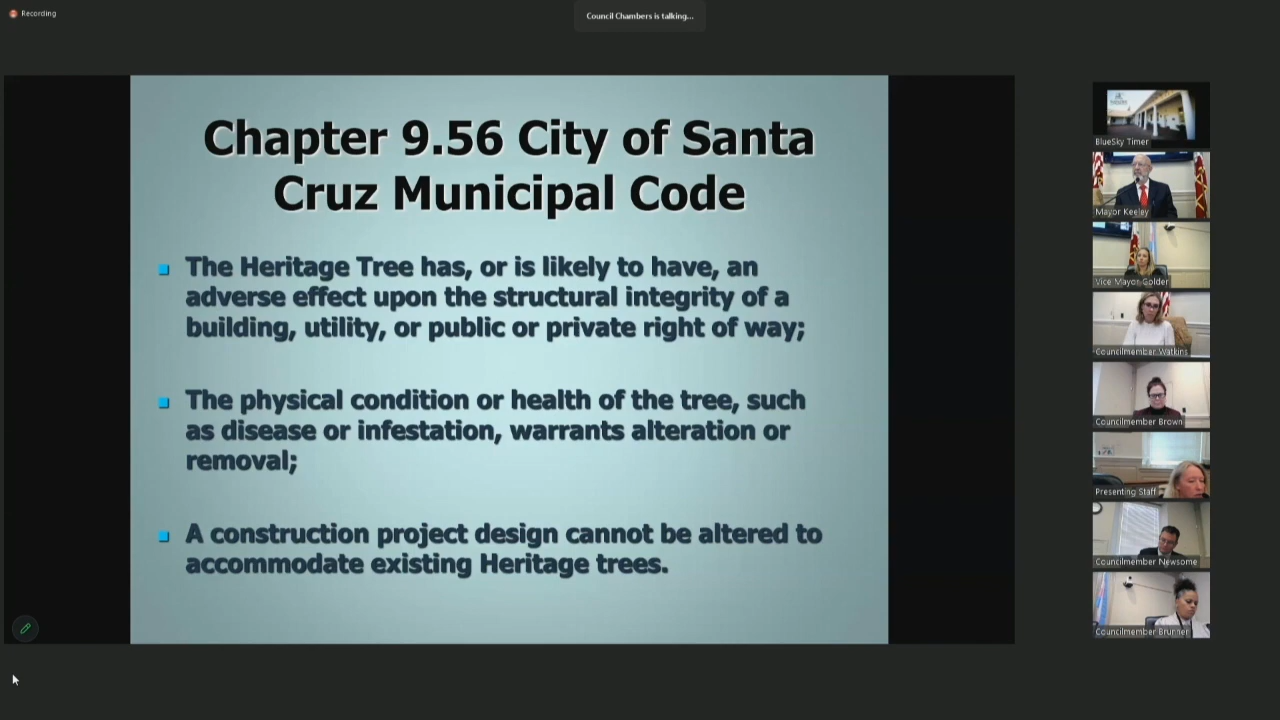 Recording
Council Chambers is talking...
Chapter 9.56 City of Santa
Cruz Municipal Code
The Heritage Tree has, or is likely to have, an
adverse effect upon the structural integrity of a
building, utility, or public or private right of way;
The physical condition or health of the tree, such
as disease or infestation, warrants alteration or
removal;
A construction project design cannot be altered to
accommodate existing Heritage trees.
BlueSky Timer
Mayor Keeley
Vice Mayor Golder
Councilmember Watkins
Councilmember Brown
Presenting Staff
Councilmember Newsome
Councilmember Brunner